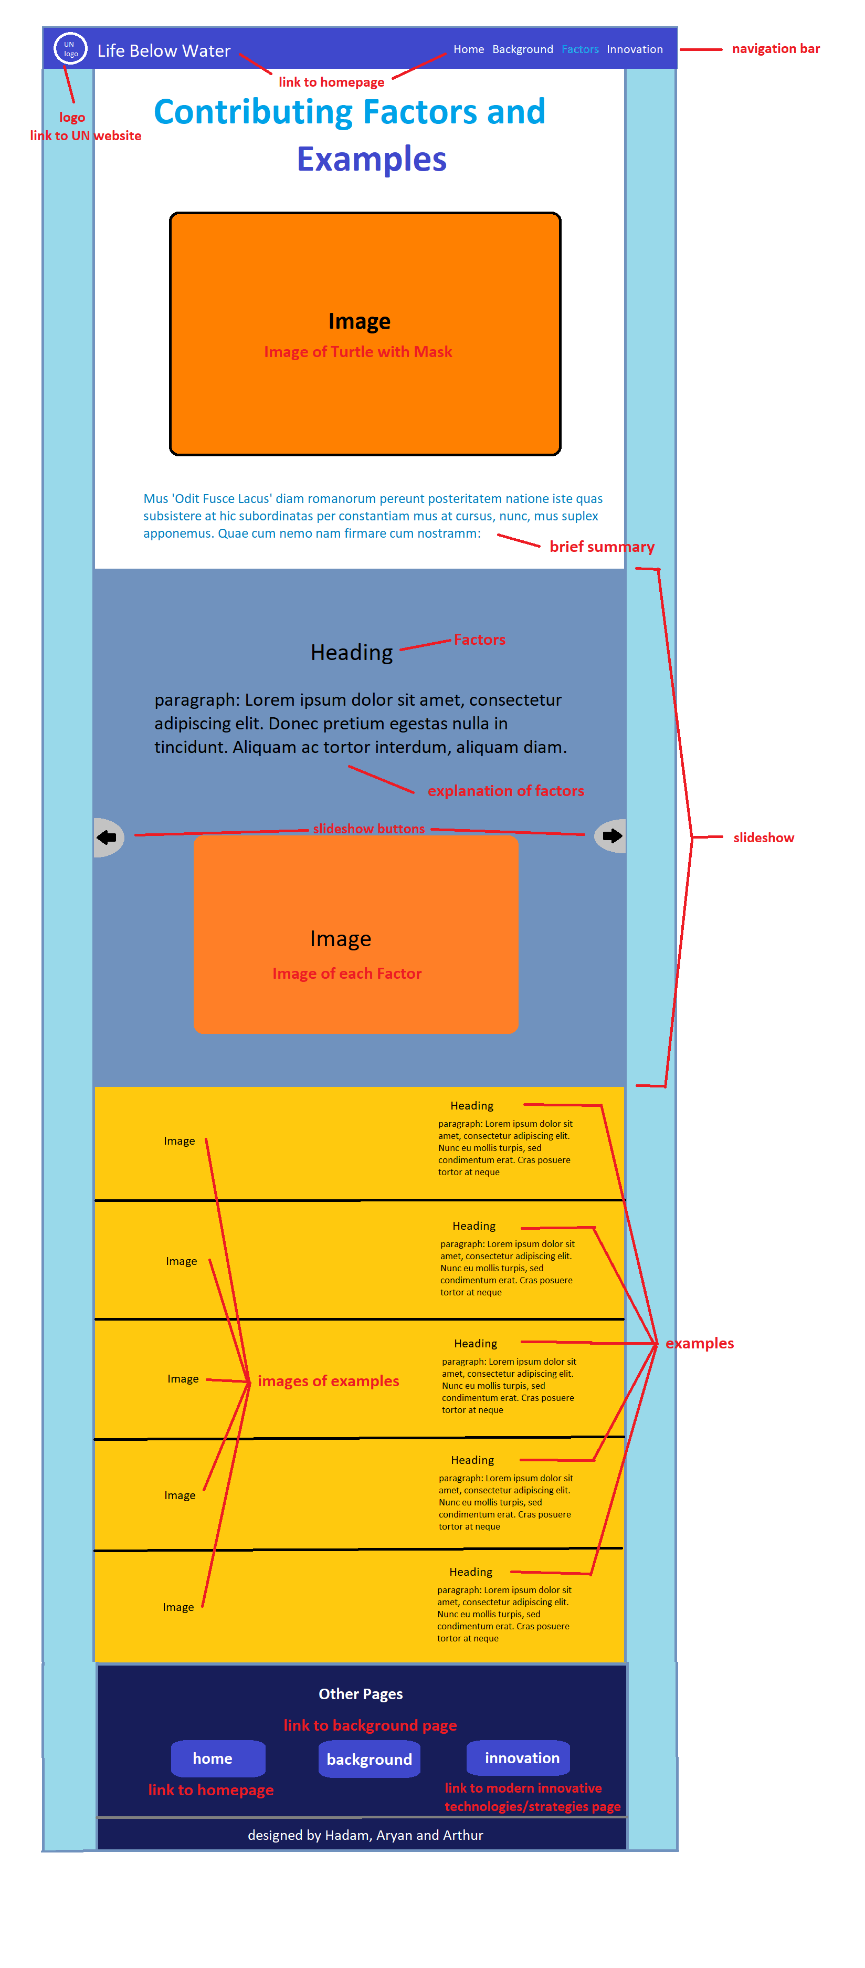 UN
logo
Life Below Water
Home Background Factors Innovation
navigation bar
link to homepage
logo
link to UN website
Contributing Factors and
Examples
Image
Image of Turtle with Mask
Mus 'Odit Fusce Lacus' diam romanorum pereunt posteritatem natione iste quas
subsistere at hic subordinatas per constantiam mus at cursus, nunc, mus suplex
apponemus. Quae cum nemo nam firmare cum nostramm:
brief summary
Heading
Factors
paragraph: Lorem ipsum dolor sit amet, consectetur
adipiscing elit. Donec pretium egestas nulla in
tincidunt. Aliquam ac tortor interdum, aliquam diam.
explanation of factors
slideshow buttons
slideshow
Image
Image of each Factor
Heading
paragraph: Lorem ipsum dolor sit
amet, consectetur adipiscing elit.
Nunc eu mollis turpis, sed
condimentum erat. Cras posuere
tortor at neque
Image
Heading
paragraph: Lorem ipsum dolor sit
amet, consectetur adipiscing elit.
Nunc eu mollis turpis, sed
condimentum erat. Cras posuere
tortor at neque
Image
Heading
paragraph: Lorem ipsum dolor sit
amet, consectetur adipiscing elit.
Nunc eu mollis turpis, sed
condimentum erat. Cras posuere
tortor at neque
Image
images of examples
examples
Heading
paragraph: Lorem ipsum dolor sit
amet, consectetur adipiscing elit.
Nunc eu mollis turpis, sed
condimentum erat. Cras posuere
tortor at neque
Image
Heading
paragraph: Lorem ipsum dolor sit
amet, consectetur adipiscing elit.
Nunc eu mollis turpis, sed
condimentum erat. Cras posuere
tortor at neque
Image
Other Pages
link to background page
home
background
innovation
link to homepage
link to modern innovative
technologies/strategies page
designed by Hadam, Aryan and Arthur